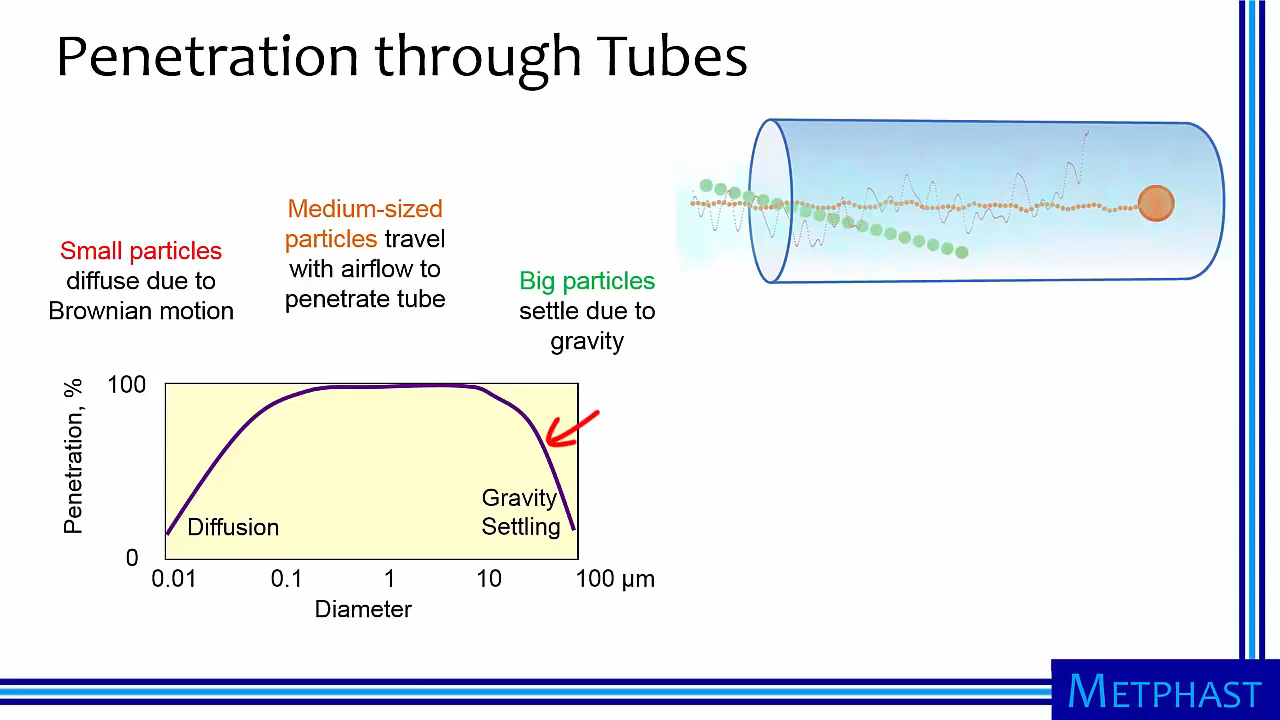 Penetration through Tubes
Small particles
diffuse due to
Brownian motion
Medium-sized
particles travel
with airflow to
penetrate tube
Big particles
settle due to
gravity
Penetration, %
100
0
Diffusion
Gravity
Settling
0.01 0.1 1 10 100 µm
Diameter
METPHAST